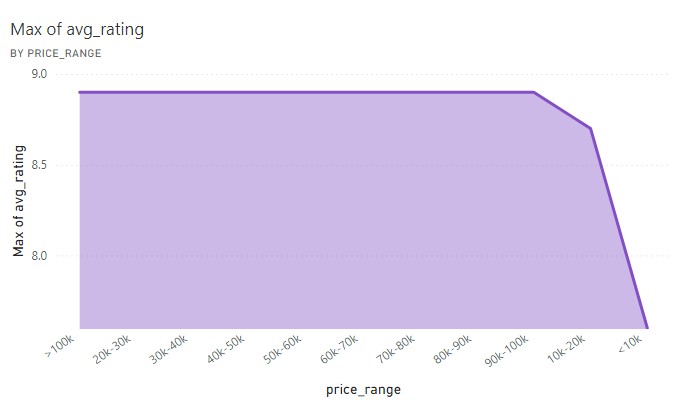 Max of avg_rating
BY PRICE_RANGE
9.0
8.5
8.0
Max of avg_rating
>100k
20k-30k
30k-40k
40k-50k
50k-60k
60k-70k
70k-80k
80k-90k
90k-100k
10k-20k
<10k
price_range